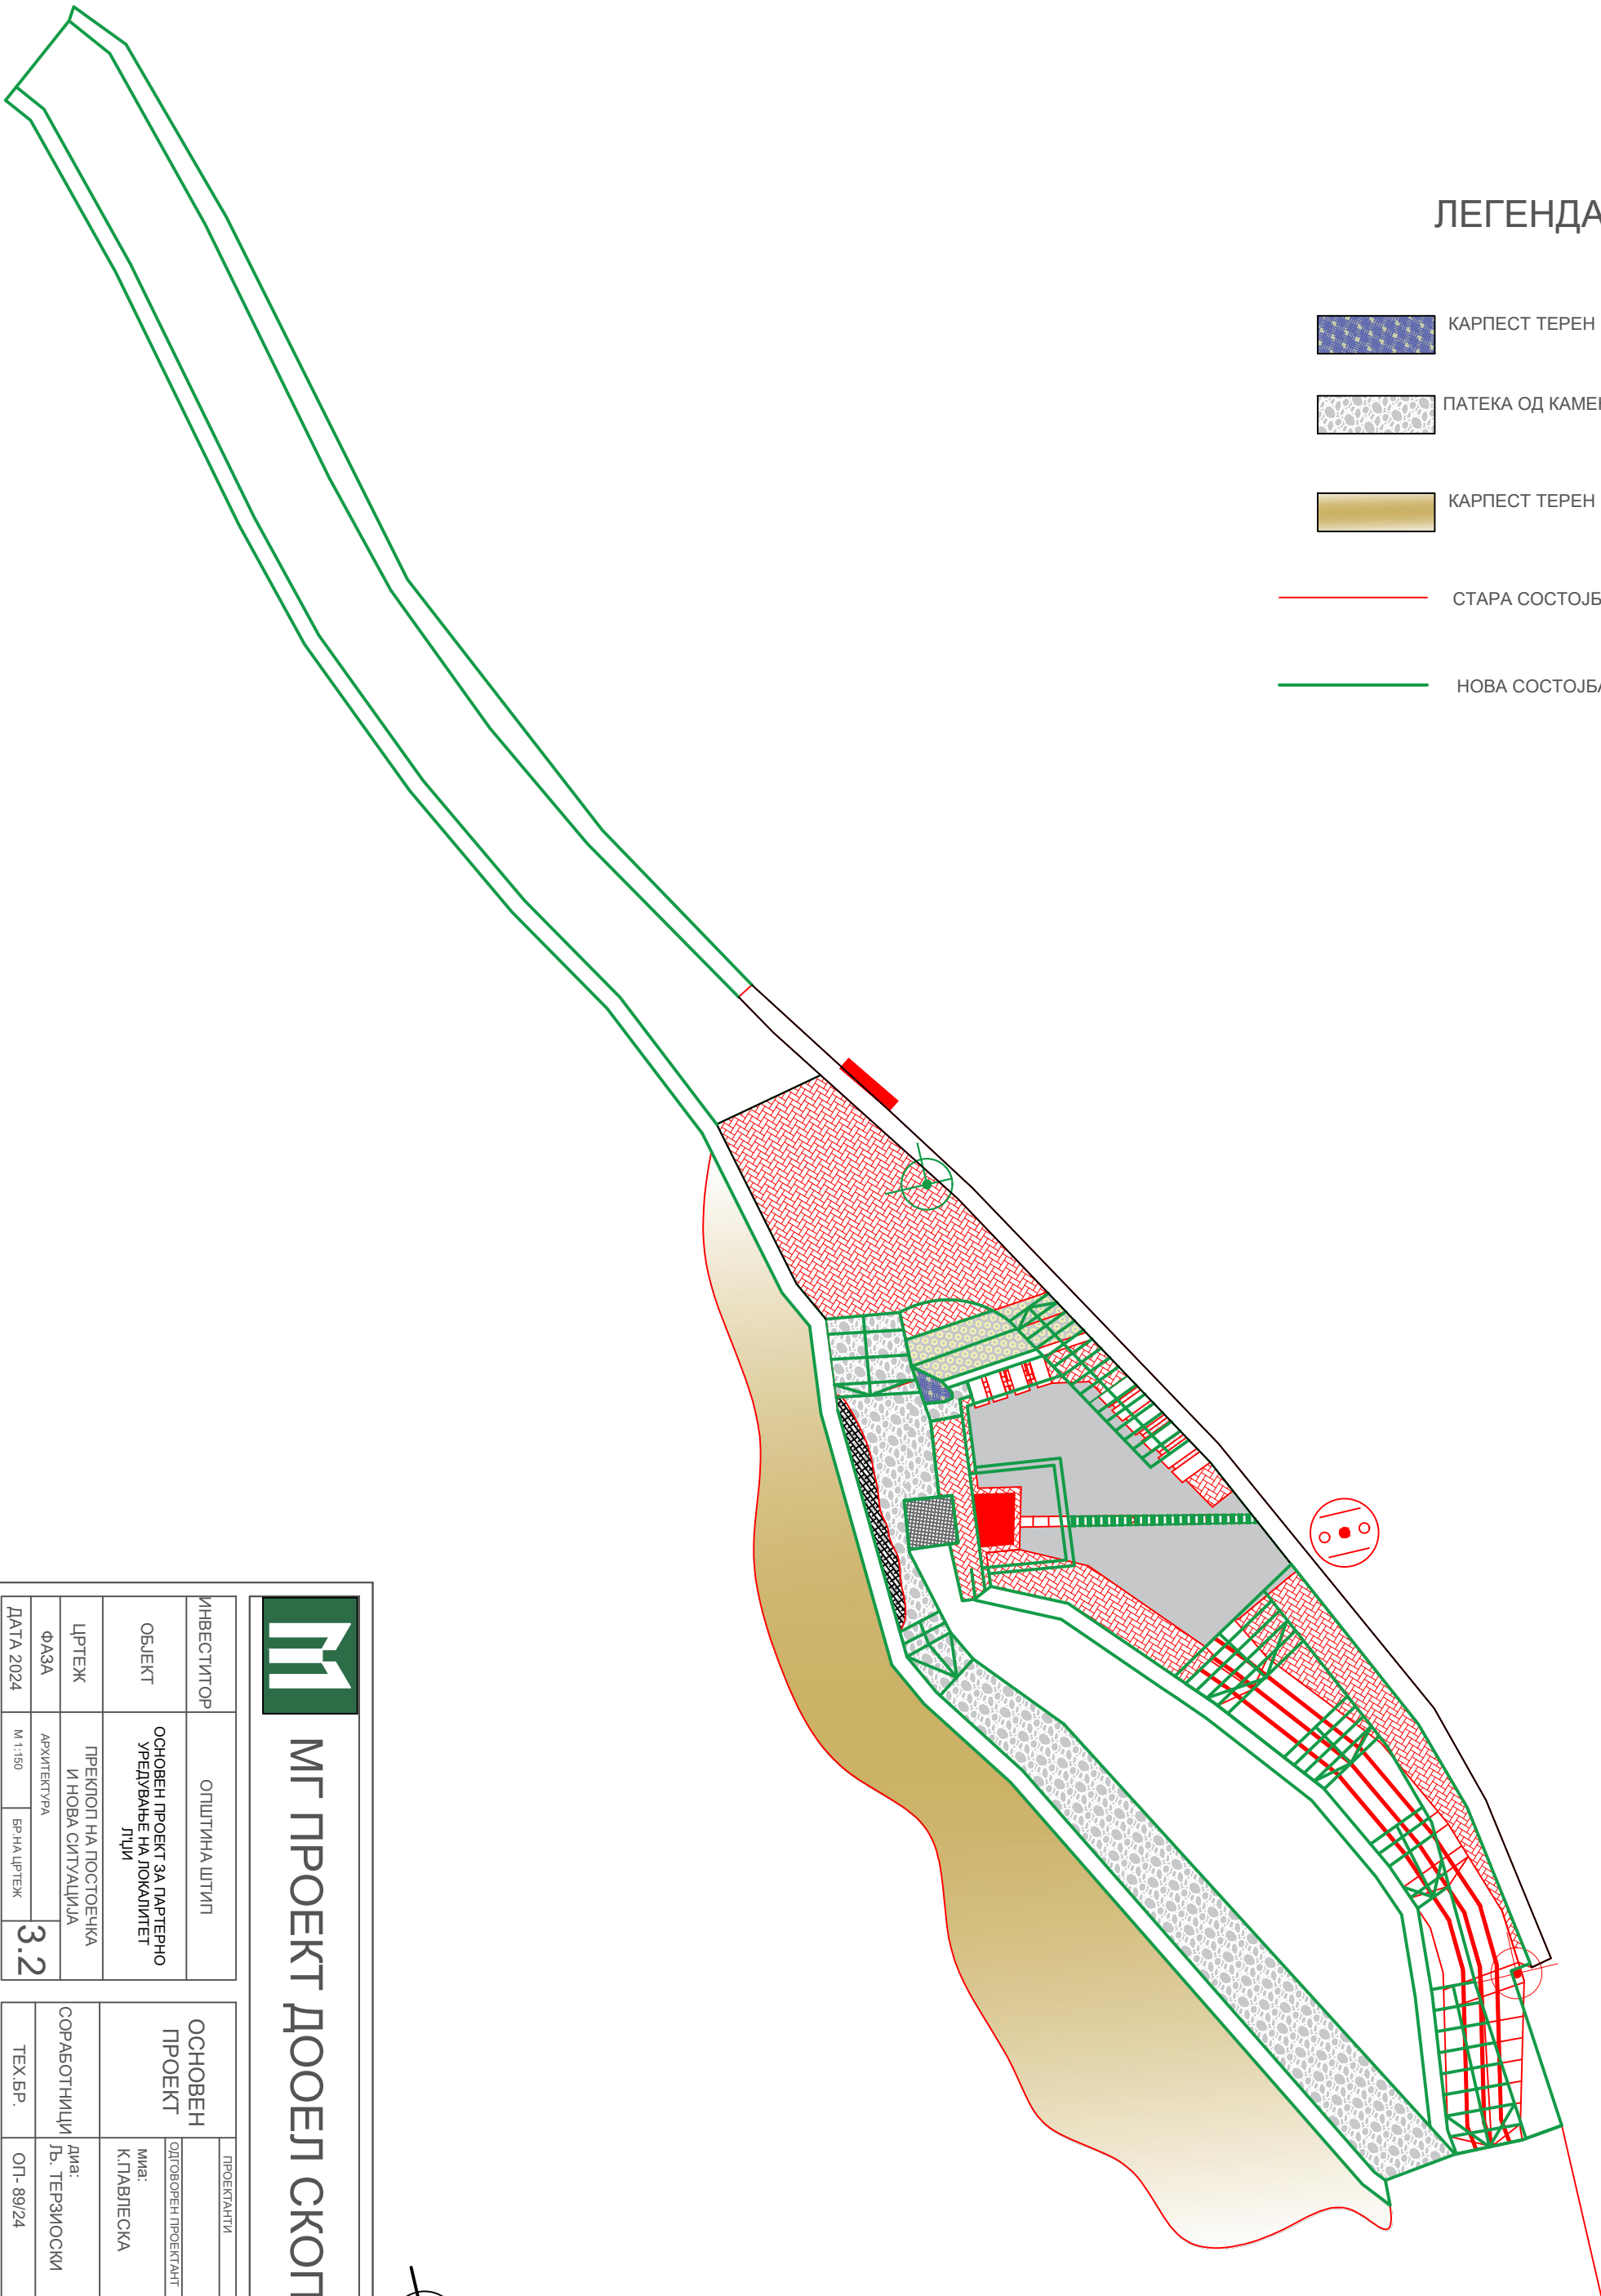 ЛЕГЕНДА
КАРПЕСТ ТЕРЕН
ПАТЕКА ОД КАМЕН
КАРПЕСТ ТЕРЕН
СТАРА СОСТОЈБ
НОВА СОСТОЈБА
МГ ПРОЕКТ ДООЕЛ СКОП
ИНВЕСТИТОР
ОПШТИНА ШТИП
ОБЈЕКТ
ОСНОВЕН ПРОЕКТ ЗА ПАРТЕРНО
УРЕДУВАЊЕ НА ЛОКАЛИТЕТ
ЦРТЕЖ
ПРЕКЛОП НА ПОСТОЕЧКА
И НОВА СИТУАЦИЈА
ФАЗА
АРХИТЕКТУРА
ДАТА 2024
М 1:150
БР.НА ЦРТЕЖ
3.2
ОСНОВЕН
ПРОЕКТ
ПРОЕКТАНТИ
ОДГОВОРЕН ПРОЕКТАНТ
миа:
К.ПАВЛЕСКА
СОРАБОТНИЦИ
диа:
Љ. ТЕРЗИОСКИ
ТЕХ.БР.
ОП- 89/24